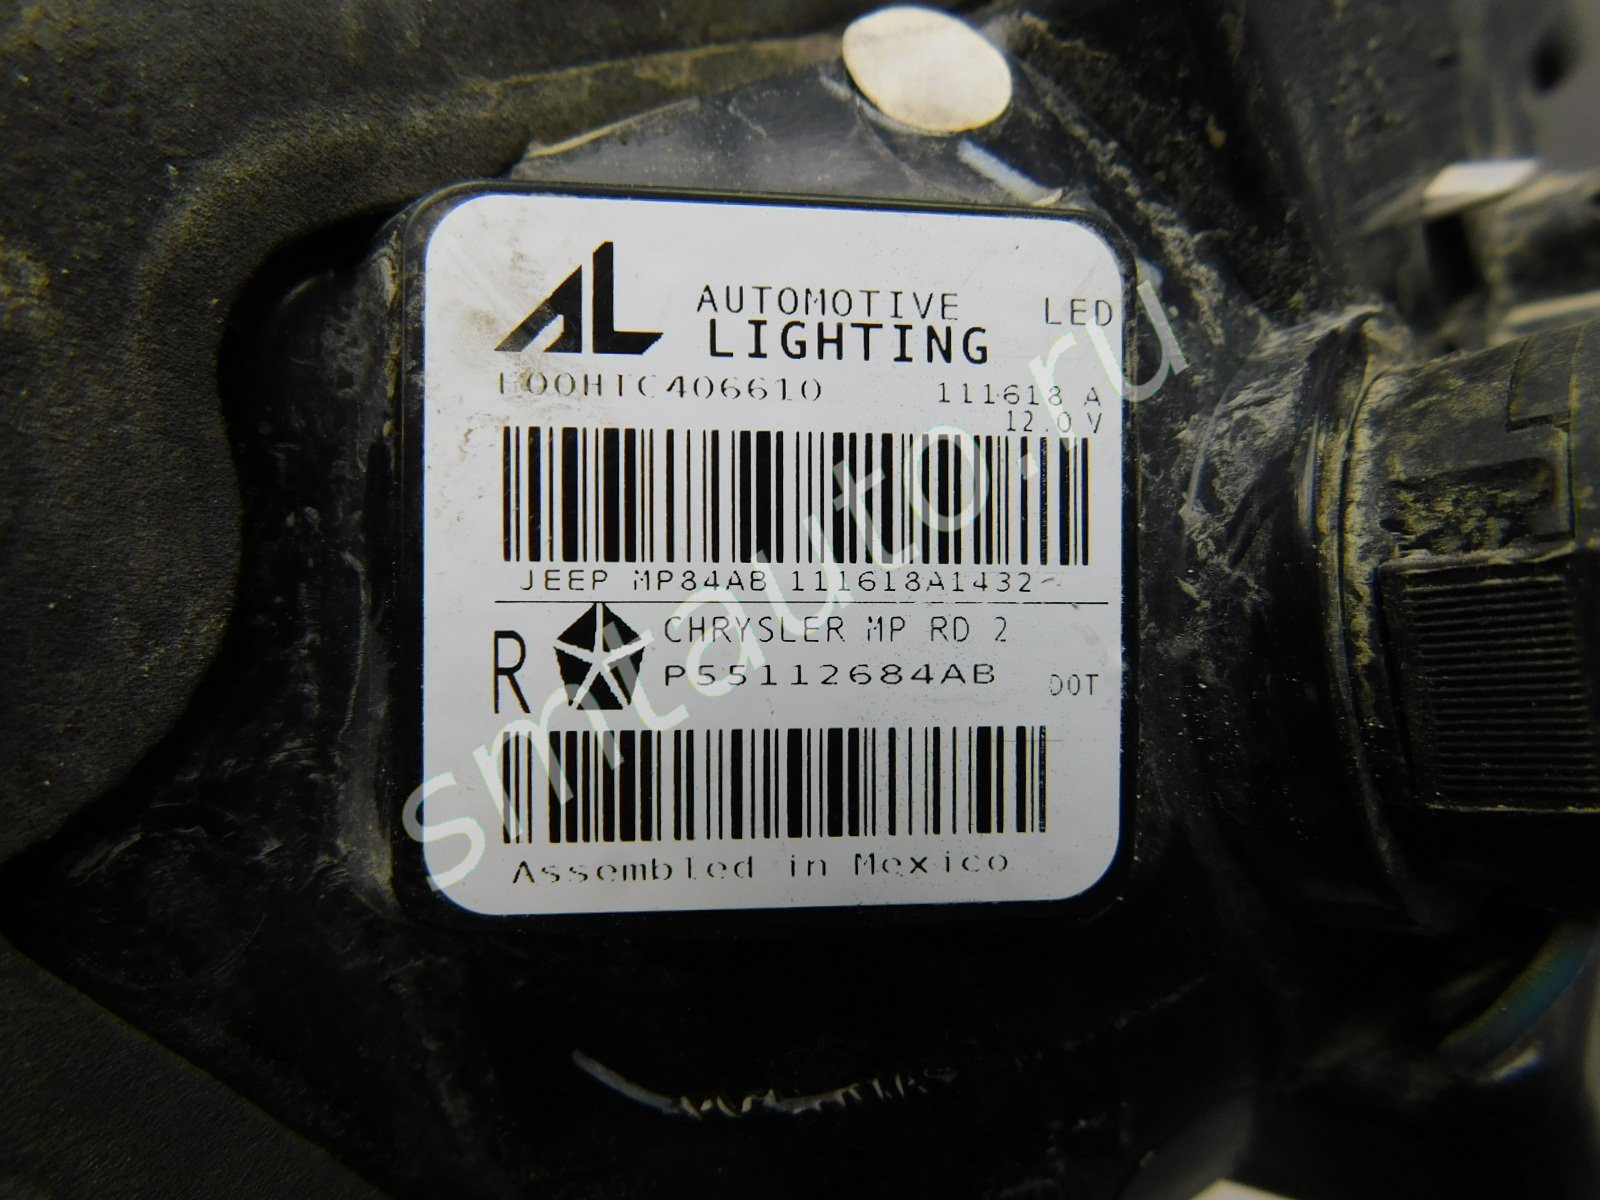 AL AUTOMOTIVE LIGHTING LED
H00HTC406610 111618 A
12.0 V
JEEP MP84AB 111618A1432
R CHRYSLER MP RD 2
P55112684AB DOT
Assembled in Mexico
smtauto.ru